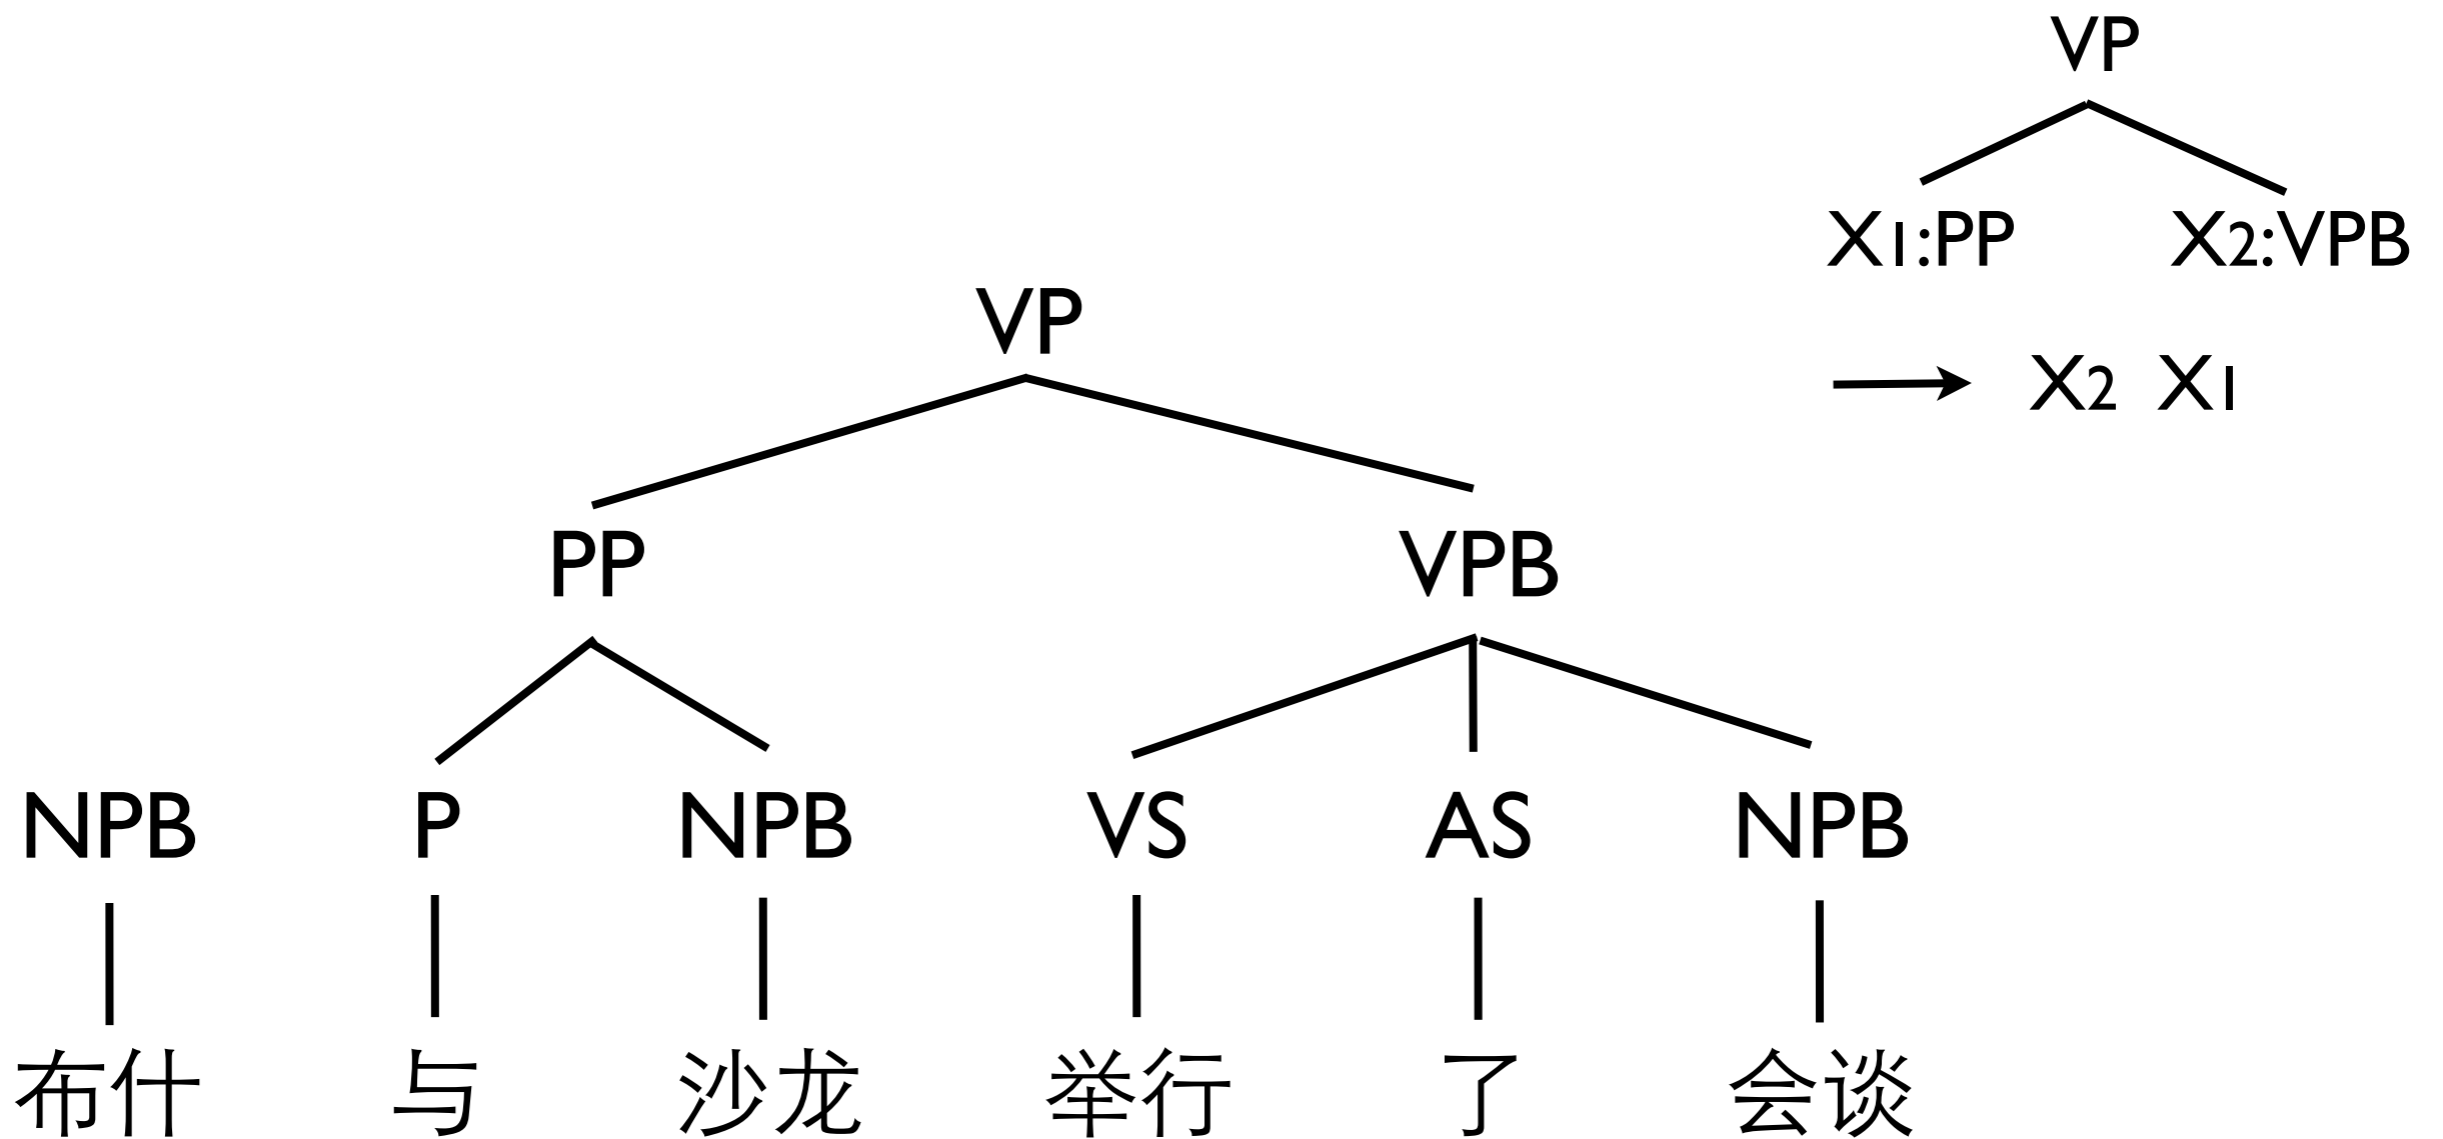 VP
X1:PP X2:VPB
X2 X1
VP
PP VPB
NPB P NPB VS AS NPB
布什 与 沙龙 举行 了 会谈